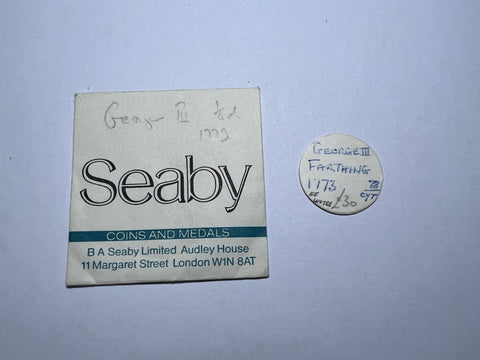 George III ¼d
1773
Seaby
COINS AND MEDALS
B A Seaby Limited Audley House
11 Margaret Street London W1N 8AT
GEORGE III
FARTHING
1773
EF
£30